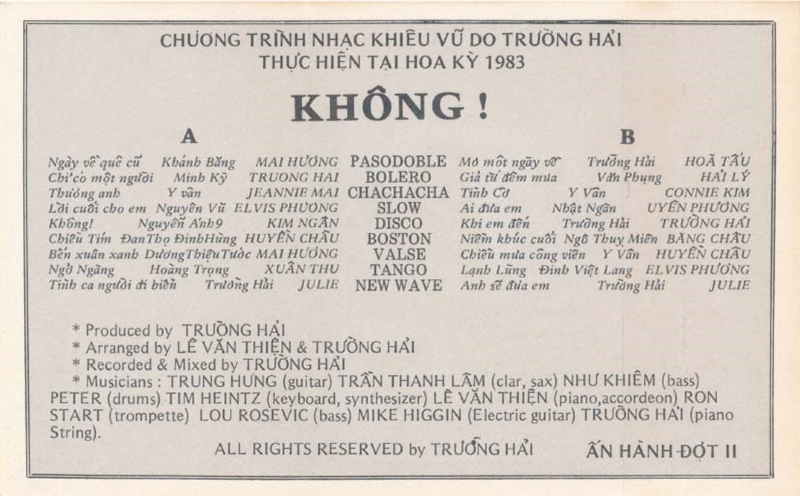 CHƯƠNG TRÌNH NHẠC KHIÊU VŨ DO TRƯỜNG HẢI
THỰC HIỆN TẠI HOA KỲ 1983
KHÔNG !
A B
Ngày về quê cũ Khánh Băng MAI HƯƠNG PASODOBLE Mơ một ngày về Trường Hải HOÀ TẤU
Chỉ có một người Minh Kỳ TRUONG HAI BOLERO Giả từ đêm mưa Văn Phụng HẢI LÝ
Thương anh Y vân JEANNIE MAI CHACHACHA Tình Cờ Y Vân CONNIE KIM
Lời cuối cho em Nguyên Vũ ELVIS PHƯƠNG SLOW Ai đưa em Nhật Ngân UYÊN PHƯƠNG
Không! Nguyễn Ánh9 KIM NGÂN DISCO Khi em đến Trường Hải TRƯỜNG HẢI
Chiều Tím ĐanThọ ĐinhHùng HUYỀN CHÂU BOSTON Niềm khúc cuối Ngô Thuỵ Miên BĂNG CHÂU
Bến xuân xanh DươngThiệuTước MAI HƯƠNG VALSE Chiều mưa công viên Y Vân HUYỀN CHÂU
Ngỡ Ngàng Hoàng Trọng XUÂN THU TANGO Lạnh Lùng Đinh Việt Lang ELVIS PHƯƠNG
Tình ca người đi biển Trường Hải JULIE NEW WAVE Anh sẽ đưa em Trường Hải JULIE
* Produced by TRƯỜNG HẢI
* Arranged by LÊ VĂN THIỆN & TRƯỜNG HẢI
* Recorded & Mixed by TRƯỜNG HẢI
* Musicians : TRUNG HƯNG (guitar) TRẦN THANH LÂM (clar, sax) NHƯ KHIÊM (bass)
PETER (drums) TIM HEINTZ (keyboard, synthesizer) LÊ VĂN THIỆN (piano,accordeon) RON
START (trompette) LOU ROSEVIC (bass) MIKE HIGGIN (Electric guitar) TRƯỜNG HẢI (piano
String).
ALL RIGHTS RESERVED by TRƯỜNG HẢI ẤN HÀNH ĐỢT II